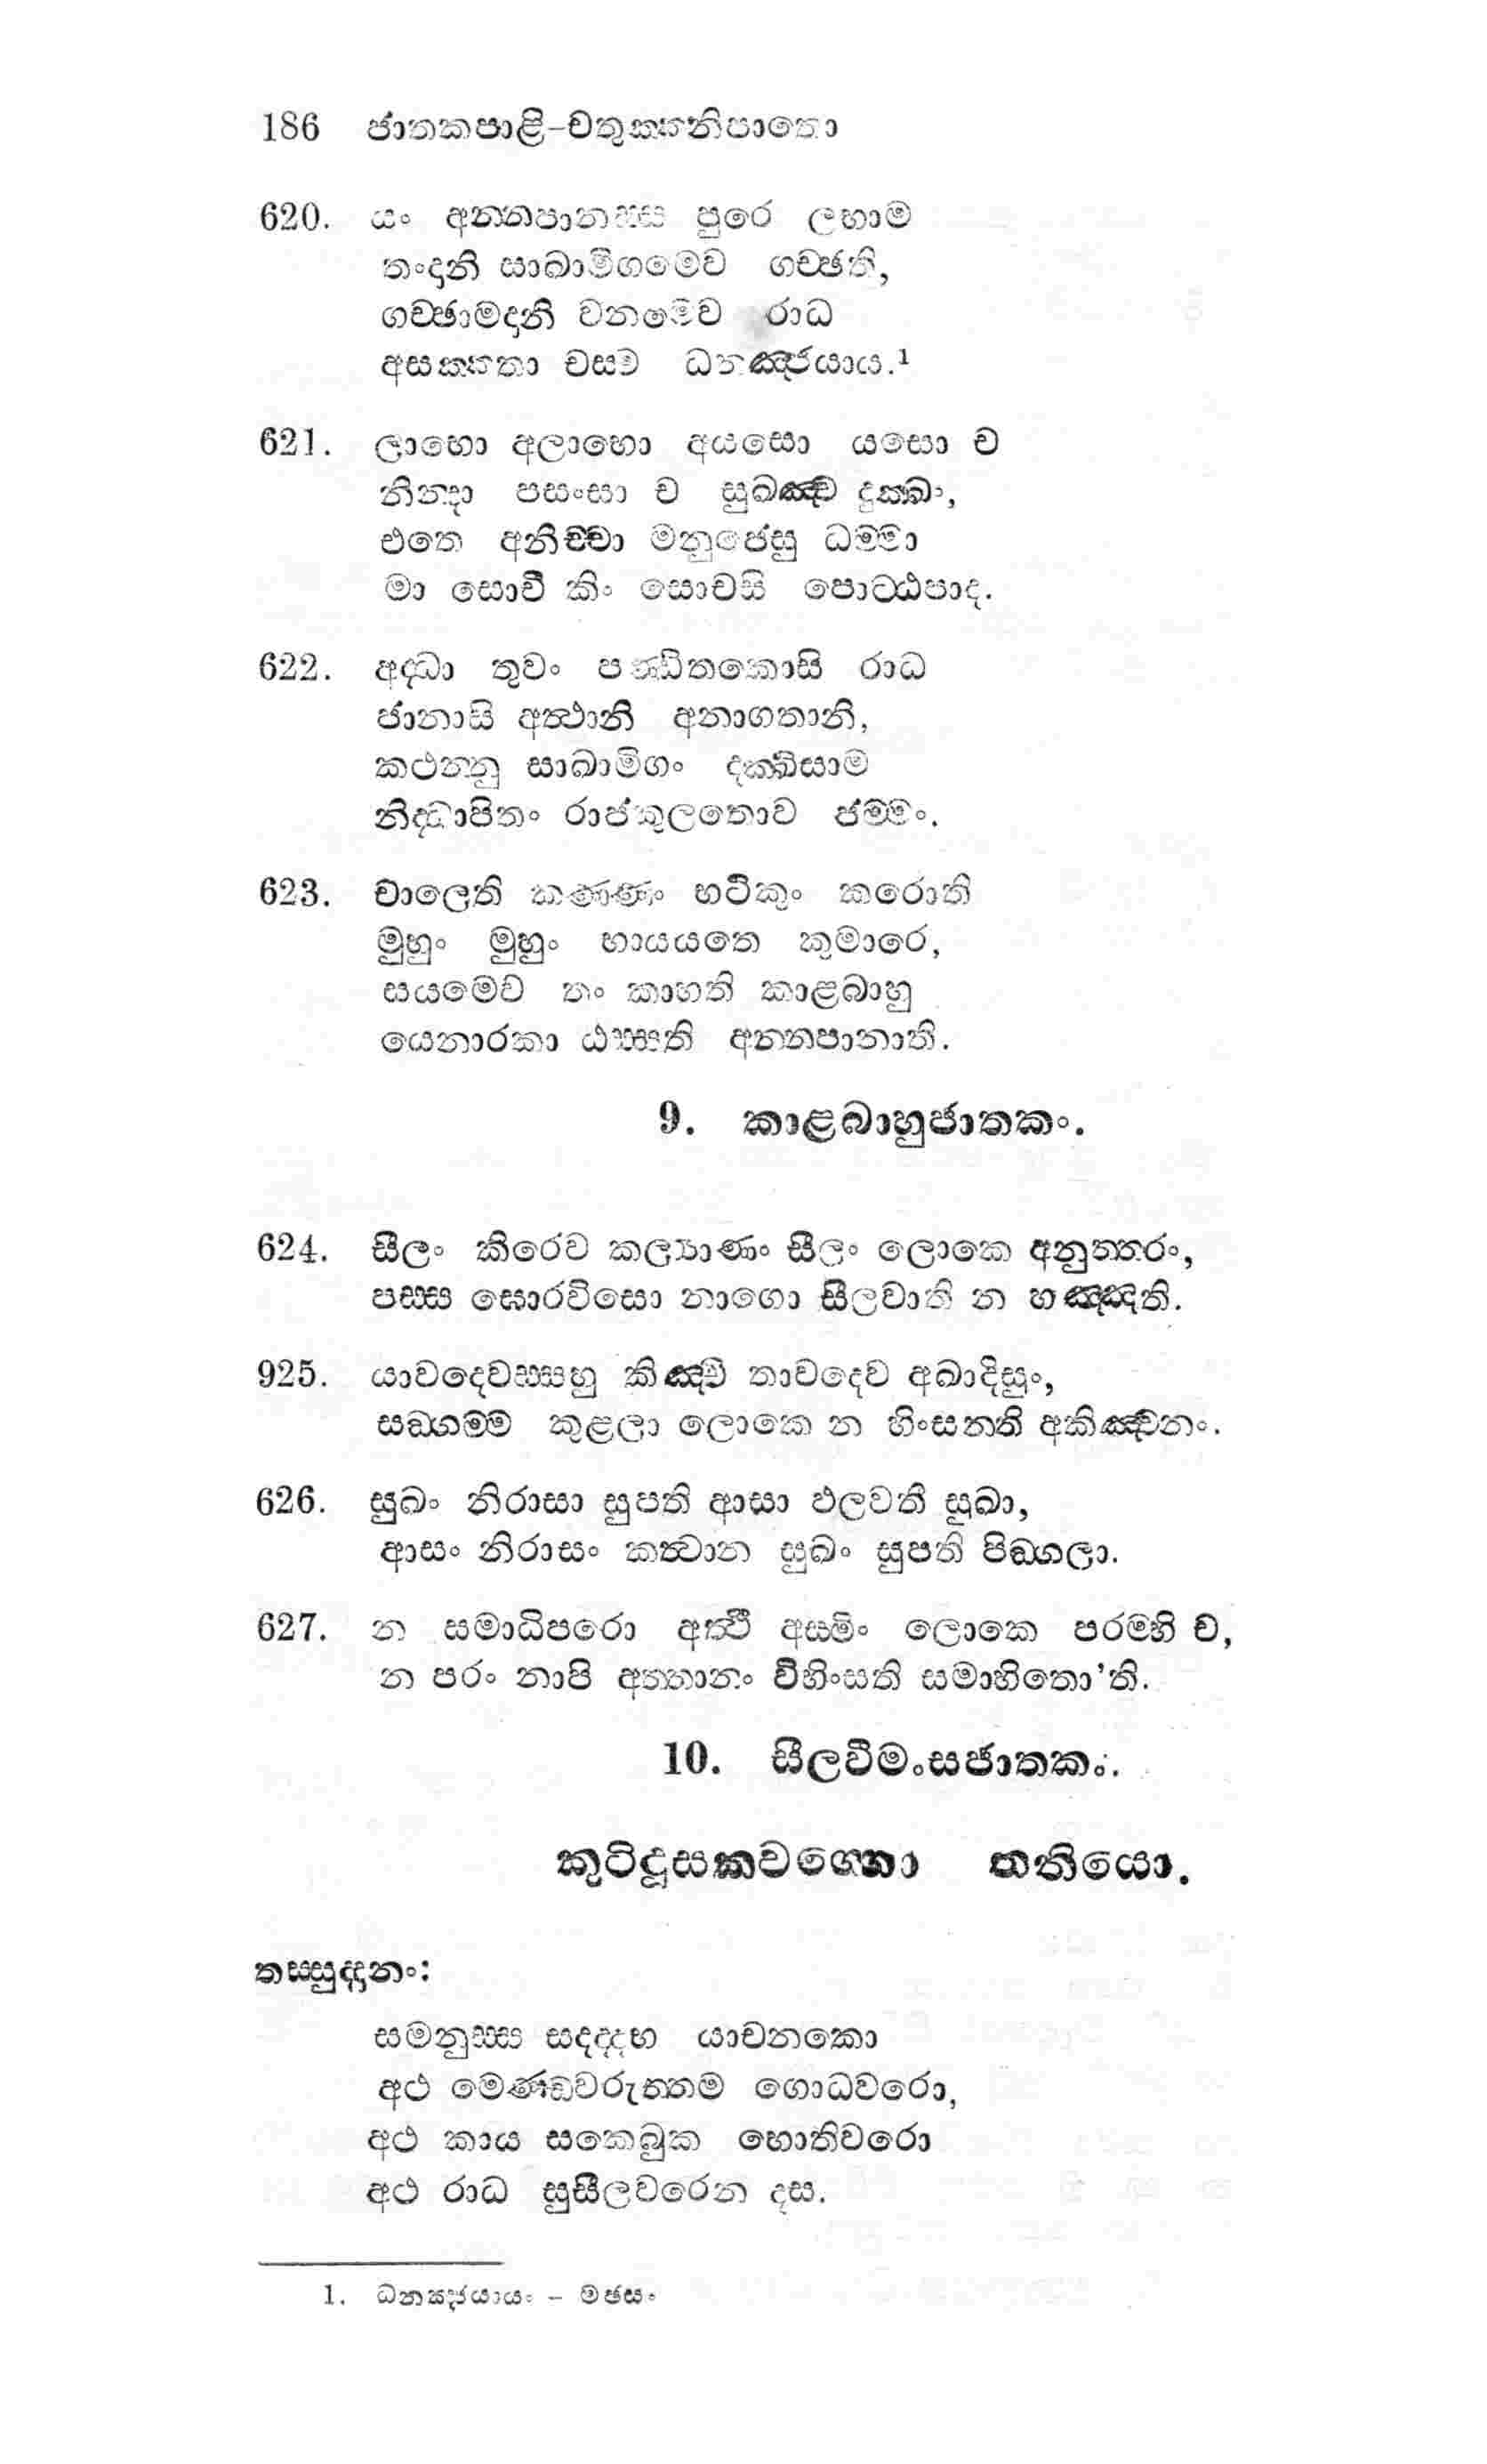 186 ජාතකපාළි-චතුක්කනිපාතො
620. යං අන්නපානස්ස පුරෙ ලභාම
තංදානි සාඛාමිගමෙව ගච්ඡති,
ගච්ඡාමදානි වනමෙව රාධ
අසක්කතා චස්ම ධනඤ්ජයාය.¹
621. ලාභො අලාභො අයසො යසො ච
නින්දා පසංසා ච සුඛඤ්ච දුක්ඛං,
එතෙ අනිච්චා මනුජෙසු ධම්මා
මා සොචී කිං සොචසි පොට්ඨපාද.
622. අද්ධා තුවං පණ්ඩිතකොසි රාධ
ජානාසි අත්ථානි අනාගතානි,
කථන්නු සාඛාමිගං දක්ඛිසාම
නිද්ධාපිතං රාජකුලතොව ජම්මං.
623. චාලෙති කණ්ණං භටිකුං කරොති
මුහුං මුහුං භායයතෙ කුමාරෙ,
සයමෙව තං කාහති කාළබාහු
යෙනාරකා ඨස්සති අන්නපානාති.
9. කාළබාහුජාතකං.
624. සීලං කිරෙව කල්‍යාණං සීලං ලොකෙ අනුත්තරං,
පස්ස ඝොරවිසො නාගො සීලවාති න හඤ්ඤති.
925. යාවදෙවස්සහු කිඤ්චි තාවදෙව අඛාදිසුං,
සඞ්ගම්ම කුළලා ලොකෙ න හිංසන්ති අකිඤ්චනං.
626. සුඛං නිරාසා සුපති ආසා ඵලවතී සුඛා,
ආසං නිරාසං කත්වාන සුඛං සුපති පිඞ්ගලා.
627. න සමාධිපරො අත්ථි අස්මිං ලොකෙ පරම්හි ච,
න පරං නාපි අත්තානං විහිංසති සමාහිතො’ති.
10. සීලවීමංසජාතකං.
කුටිදූසකවග්ගො තතියො.
තස්සුද්දානං:
සමනුස්ස සදද්දභ යාචනකො
අථ මෙණ්ඩවරුත්තම ගොධවරො,
අථ කාය සකෙබුක භොතිවරො
අථ රාධ සුසීලවරෙන දස.
1. ධනඤ්ජයායං - මඡසං